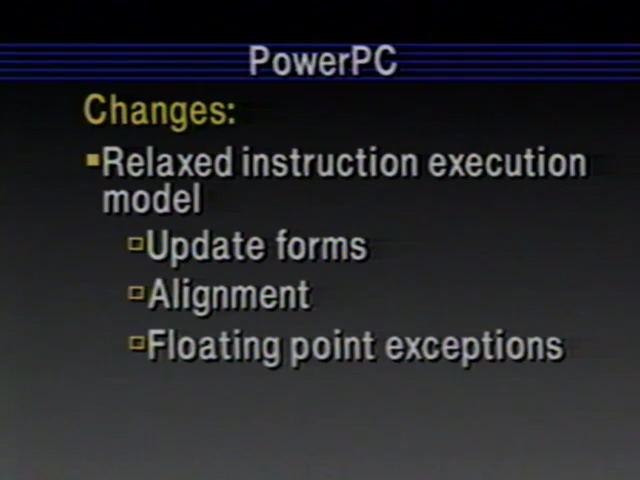 PowerPC
Changes:
Relaxed instruction execution
model
Update forms
Alignment
Floating point exceptions